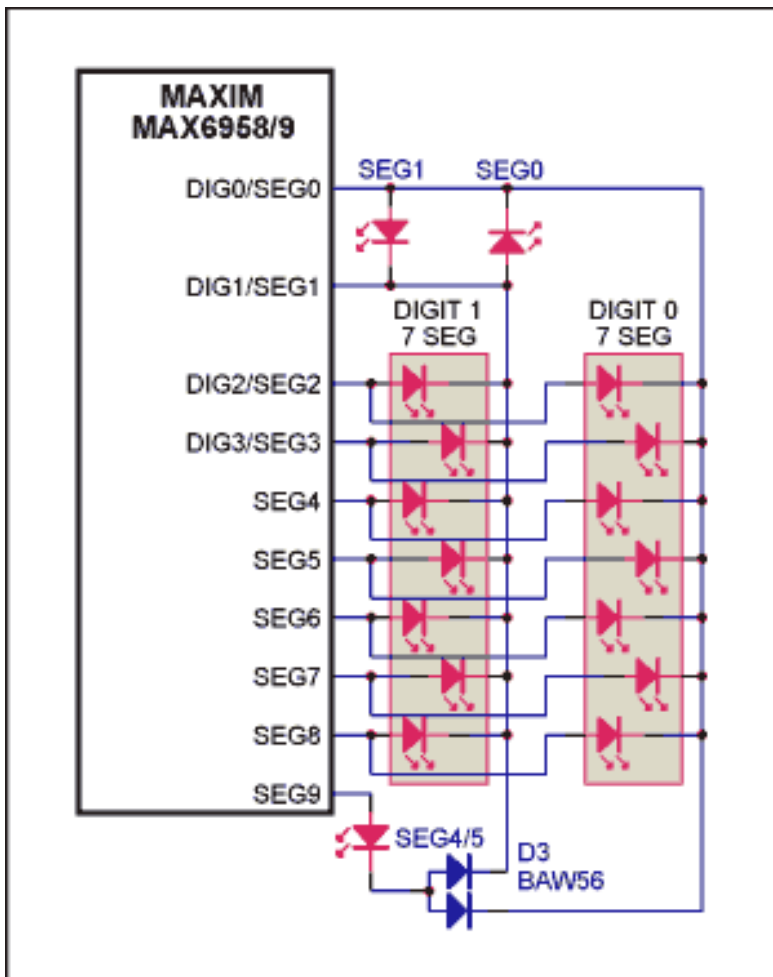 MAXIM
MAX6958/9
SEG1
SEG0
DIG0/SEG0
DIG1/SEG1
DIGIT 1
7 SEG
DIGIT 0
7 SEG
DIG2/SEG2
DIG3/SEG3
SEG4
SEG5
SEG6
SEG7
SEG8
SEG9
SEG4/5
D3
BAW56